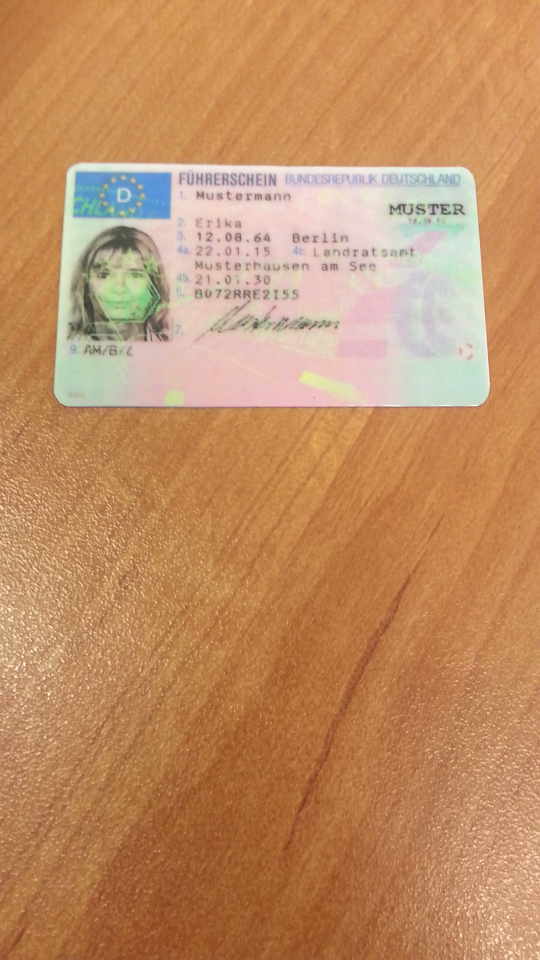 D
FÜHRERSCHEIN BUNDESREPUBLIK DEUTSCHLAND
1. Mustermann
MUSTER
2. Erika
3. 12.08.64 Berlin
4a. 22.01.15 4c. Landratsamt
Musterhausen am See
4b. 21.01.30
5. B072RRE2I55
7. Mustermann
9. AM/B/L